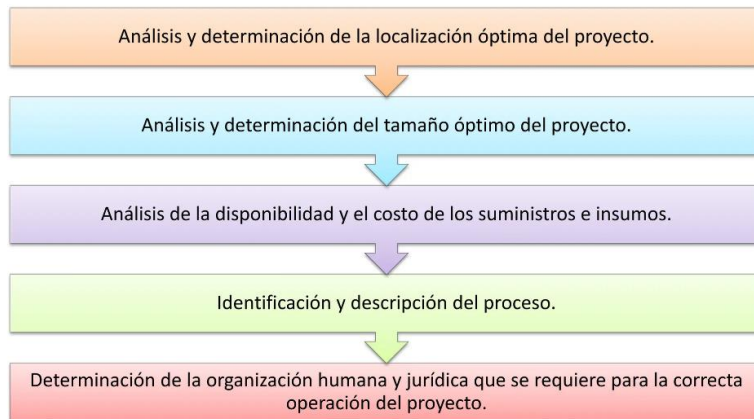 Análisis y determinación de la localización óptima del proyecto.
Análisis y determinación del tamaño óptimo del proyecto.
Análisis de la disponibilidad y el costo de los suministros e insumos.
Identificación y descripción del proceso.
Determinación de la organización humana y jurídica que se requiere para la correcta
operación del proyecto.